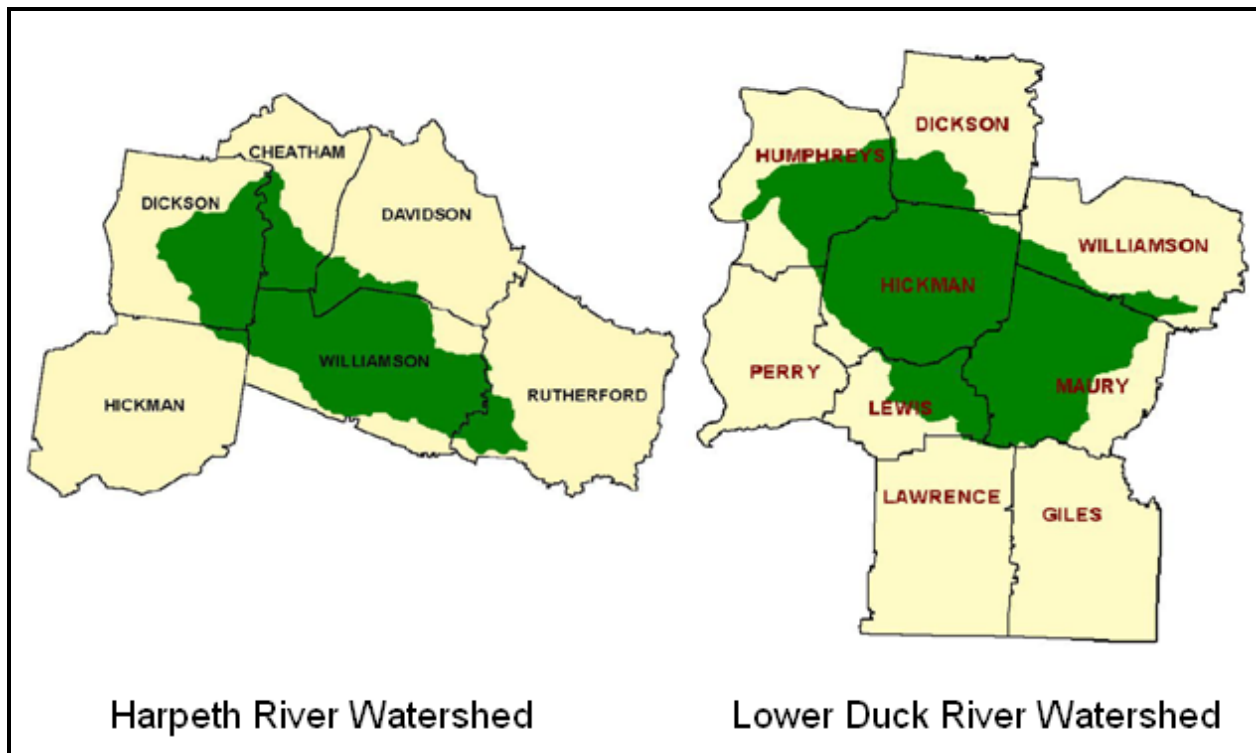 CHEATHAM
DICKSON
DAVIDSON
WILLIAMSON
HICKMAN
RUTHERFORD
Harpeth River Watershed
DICKSON
HUMPHREYS
WILLIAMSON
HICKMAN
PERRY
MAURY
LEWIS
LAWRENCE
GILES
Lower Duck River Watershed